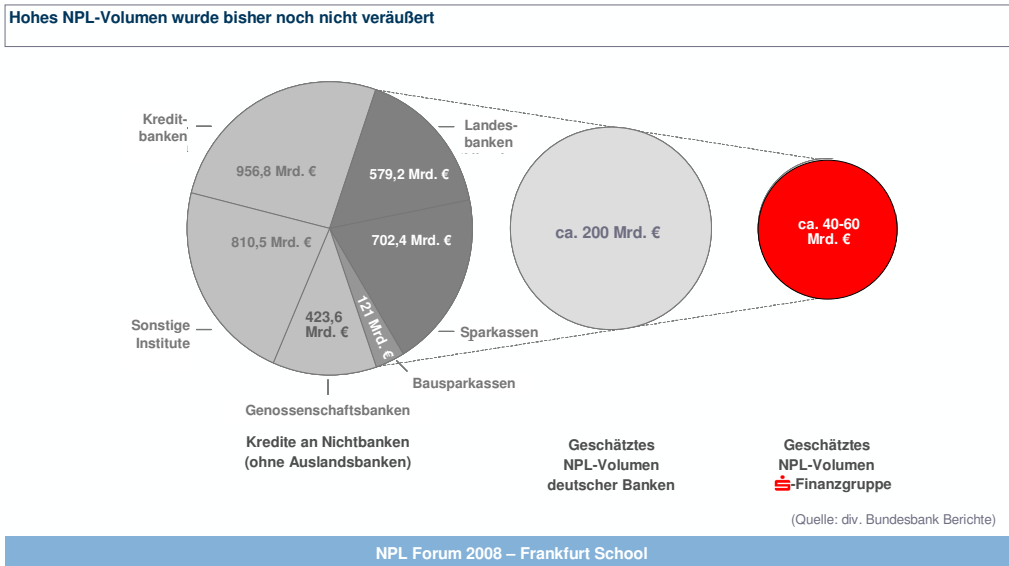 Hohes NPL-Volumen wurde bisher noch nicht veräußert
Kredit-
banken
Landes-
banken
956,8 Mrd. €
579,2 Mrd. €
810,5 Mrd. €
702,4 Mrd. €
423,6
Mrd. €
121 Mrd. €
ca. 200 Mrd. €
ca. 40-60
Mrd. €
Sonstige
Institute
Sparkassen
Bausparkassen
Genossenschaftsbanken
Kredite an Nichtbanken
(ohne Auslandsbanken)
Geschätztes
NPL-Volumen
deutscher Banken
Geschätztes
NPL-Volumen
-Finanzgruppe
(Quelle: div. Bundesbank Berichte)
NPL Forum 2008 – Frankfurt School